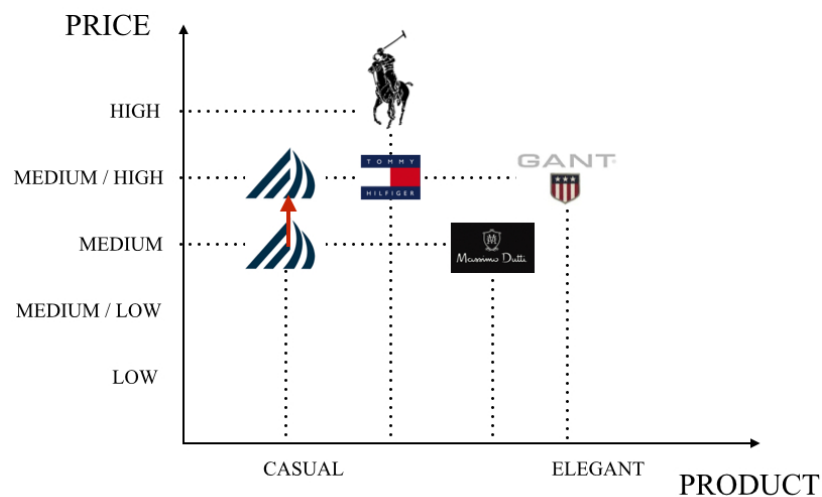 PRICE
HIGH
MEDIUM / HIGH
TOMMY
HILFIGER
GANT
MEDIUM
M
Massimo Dutti
MEDIUM / LOW
LOW
CASUAL
ELEGANT
PRODUCT